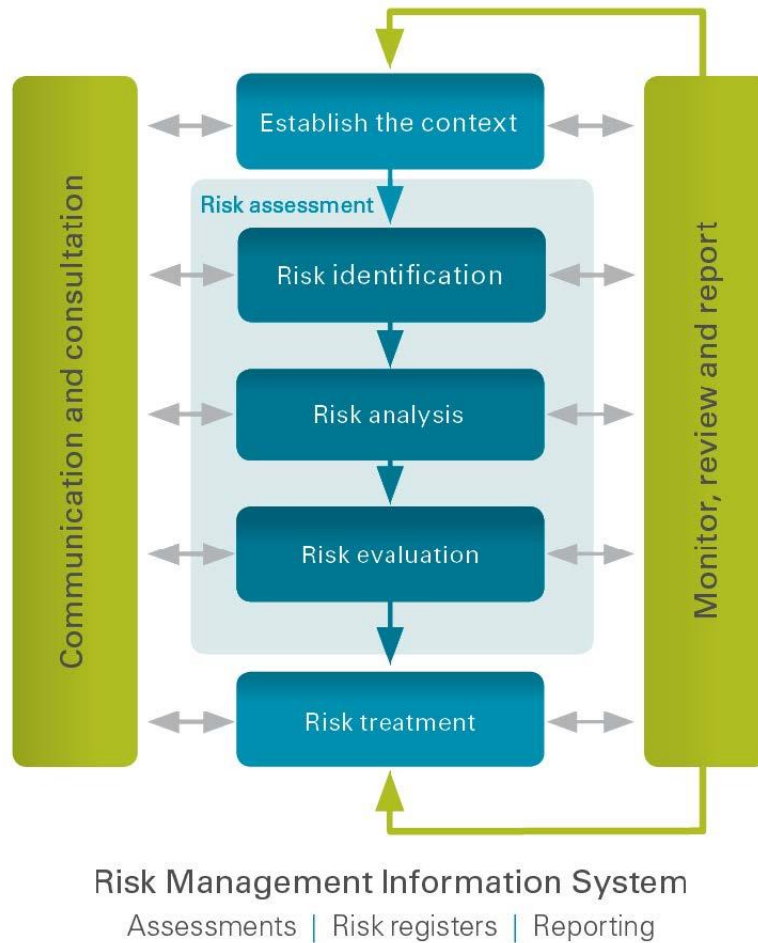 Establish the context
Risk assessment
Risk identification
Risk analysis
Risk evaluation
Risk treatment
Communication and consultation
Monitor, review and report
Risk Management Information System
Assessments | Risk registers | Reporting